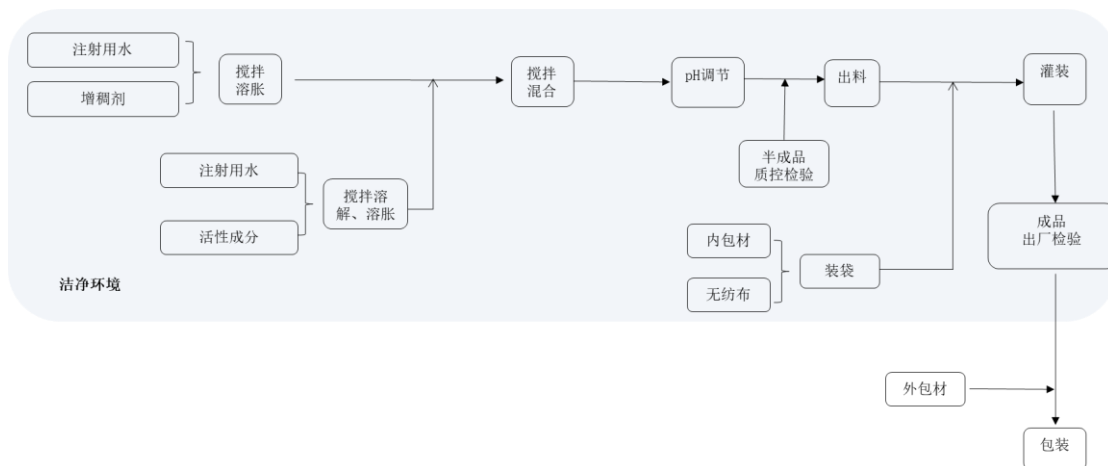 注射用水
增稠剂
搅拌
溶胀
注射用水
活性成分
搅拌溶
解、溶胀
搅拌
混合
pH调节
半成品
质控检验
出料
内包材
无纺布
装袋
灌装
成品
出厂检验
洁净环境
外包材
包装